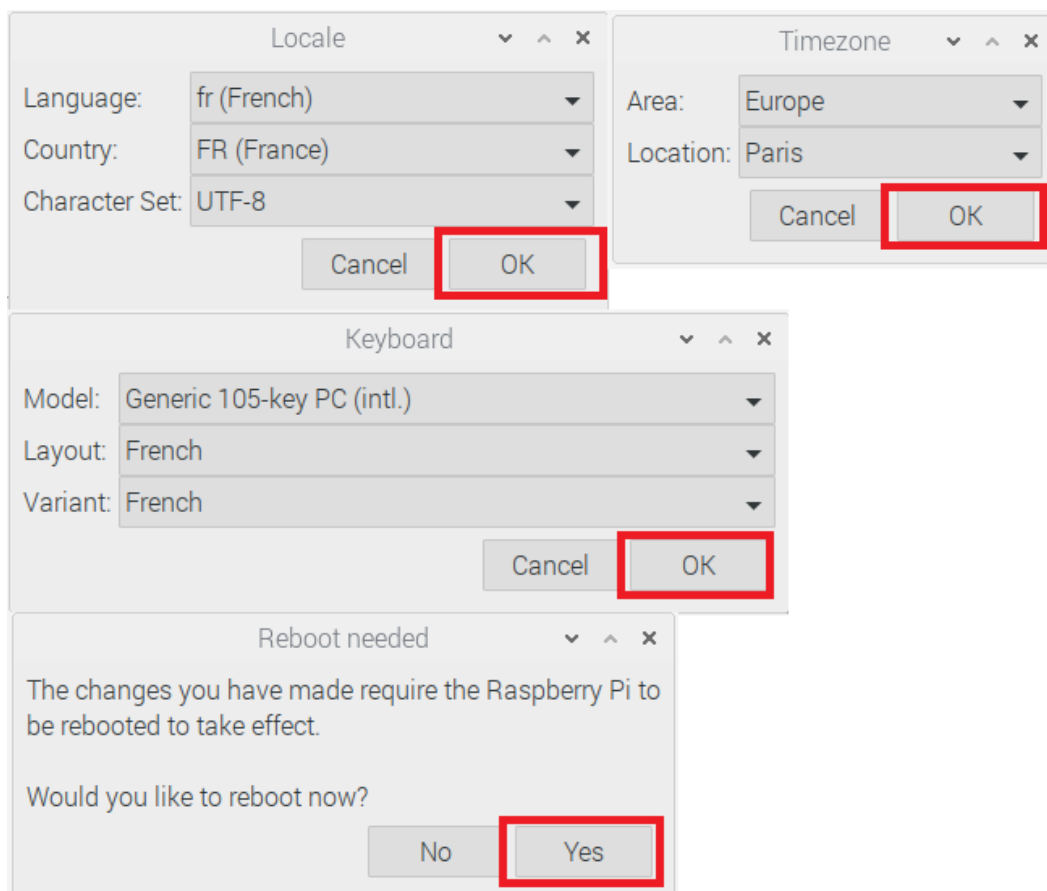 Locale
Language: fr (French)
Country: FR (France)
Character Set: UTF-8
Cancel OK
Timezone
Area: Europe
Location: Paris
Cancel OK
Keyboard
Model: Generic 105-key PC (intl.)
Layout: French
Variant: French
Cancel OK
Reboot needed
The changes you have made require the Raspberry Pi to
be rebooted to take effect.
Would you like to reboot now?
No Yes